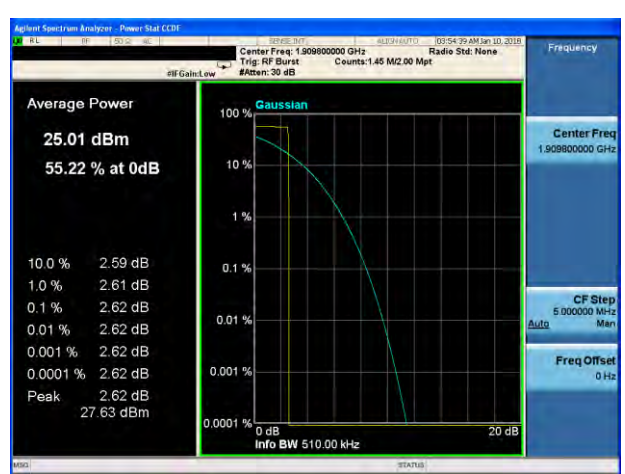 Agilent Spectrum Analyzer - Power Stat CCDF
RL RF 50 Ω AC SENSE:INT ALIGN AUTO 03:54:39 AM Jan 10, 2018
Center Freq: 1.909800000 GHz Radio Std: None
Trig: RF Burst Counts:1.45 M/2.00 Mpt
#IFGain:Low #Atten: 30 dB
Frequency
Average Power
25.01 dBm
55.22 % at 0dB
10.0 % 2.59 dB
1.0 % 2.61 dB
0.1 % 2.62 dB
0.01 % 2.62 dB
0.001 % 2.62 dB
0.0001 % 2.62 dB
Peak 2.62 dB
27.63 dBm
Gaussian
100 %
10 %
1 %
0.1 %
0.01 %
0.001 %
0.0001 %
0 dB 20 dB
Info BW 510.00 kHz
Center Freq
1.909800000 GHz
CF Step
5.000000 MHz
Auto Man
Freq Offset
0 Hz
MSG STATUS